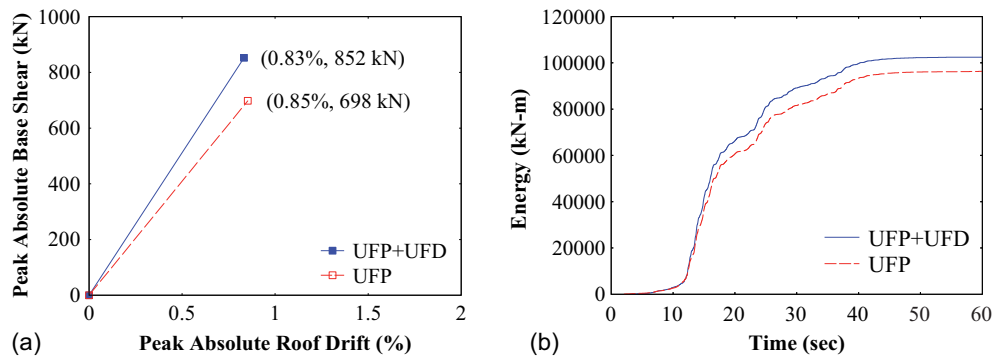 Peak Absolute Base Shear (kN)
1000
800
600
400
200
0
(0.83%, 852 kN)
(0.85%, 698 kN)
UFP+UFD
UFP
0
0.5
1
1.5
2
Peak Absolute Roof Drift (%)
(a)
Energy (kN-m)
120000
100000
80000
60000
40000
20000
0
UFP+UFD
UFP
0
10
20
30
40
50
60
Time (sec)
(b)